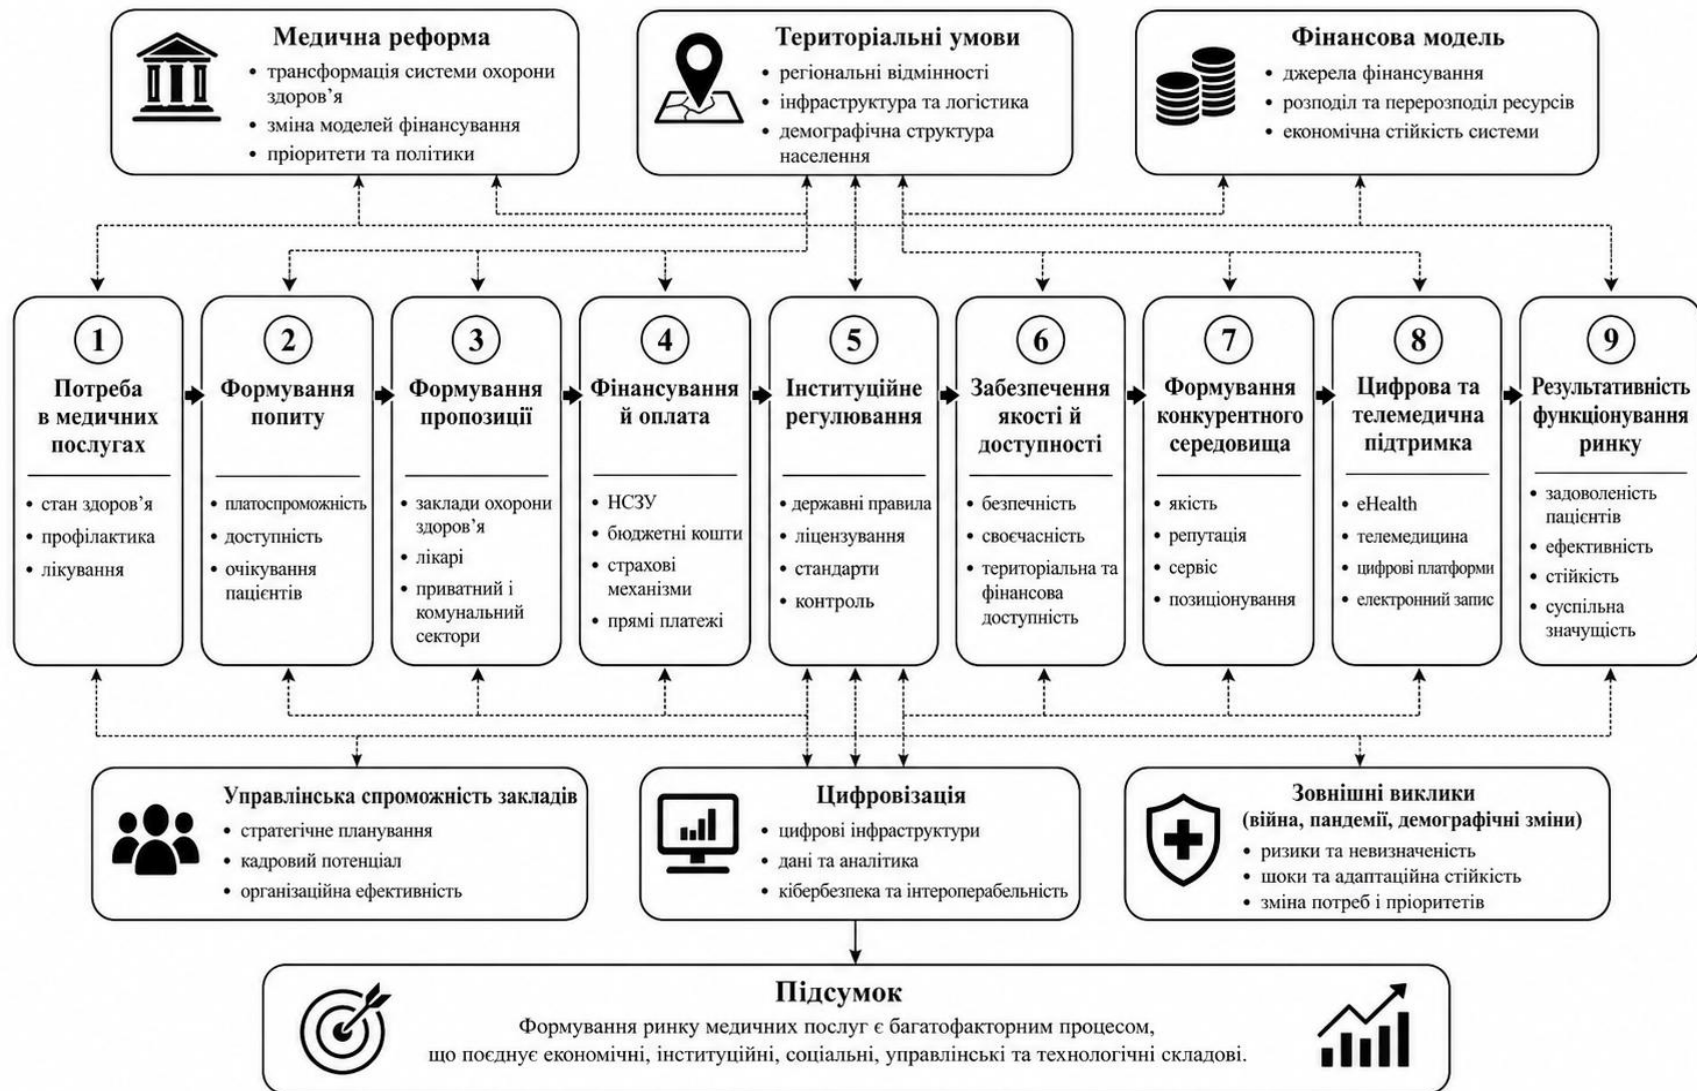 Медична реформа
• трансформація системи охорони
здоров’я
• зміна моделей фінансування
• пріоритети та політики
Територіальні умови
• регіональні відмінності
• інфраструктура та логістика
• демографічна структура
населення
Фінансова модель
• джерела фінансування
• розподіл та перерозподіл ресурсів
• економічна стійкість системи
1
Потреба
в медичних
послугах
• стан здоров’я
• профілактика
• лікування
2
Формування
попиту
• платоспроможність
• доступність
• очікування
пацієнтів
3
Формування
пропозиції
• заклади охорони
здоров’я
• лікарі
• приватний і
комунальний
сектори
4
Фінансування
й оплата
• НСЗУ
• бюджетні кошти
• страхові
механізми
• прямі платежі
5
Інституційне
регулювання
• державні правила
• ліцензування
• стандарти
• контроль
6
Забезпечення
якості й
доступності
• безпечність
• своєчасність
• територіальна та
фінансова
доступність
7
Формування
конкурентного
середовища
• якість
• репутація
• сервіс
• позиціонування
8
Цифрова та
телемедична
підтримка
• eHealth
• телемедицина
• цифрові платформи
• електронний запис
9
Результативність
функціонування
ринку
• задоволеність
пацієнтів
• ефективність
• стійкість
• суспільна
значущість
Управлінська спроможність закладів
• стратегічне планування
• кадровий потенціал
• організаційна ефективність
Цифровізація
• цифрові інфраструктури
• дані та аналітика
• кібербезпека та інтероперабельність
Зовнішні виклики
(війна, пандемії, демографічні зміни)
• ризики та невизначеність
• шоки та адаптаційна стійкість
• зміна потреб і пріоритетів
Підсумок
Формування ринку медичних послуг є багатофакторним процесом,
що поєднує економічні, інституційні, соціальні, управлінські та технологічні складові.